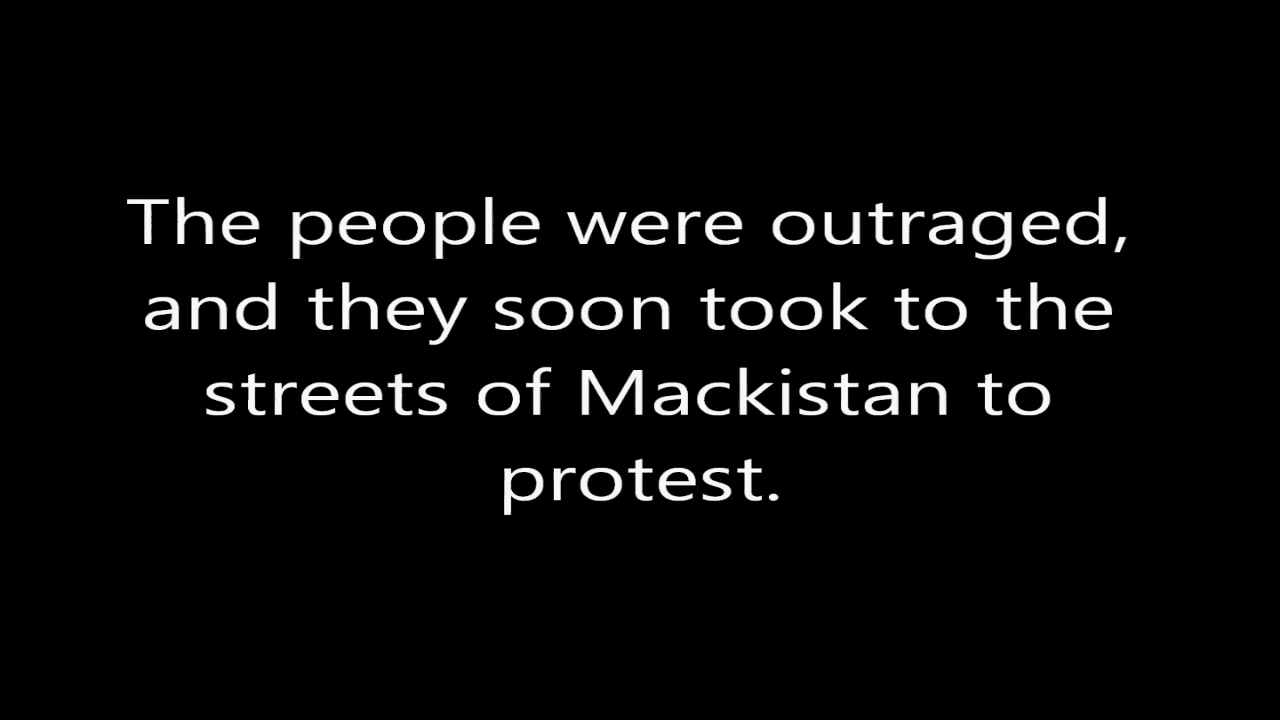 The people were outraged,
and they soon took to the
streets of Mackistan to
protest.